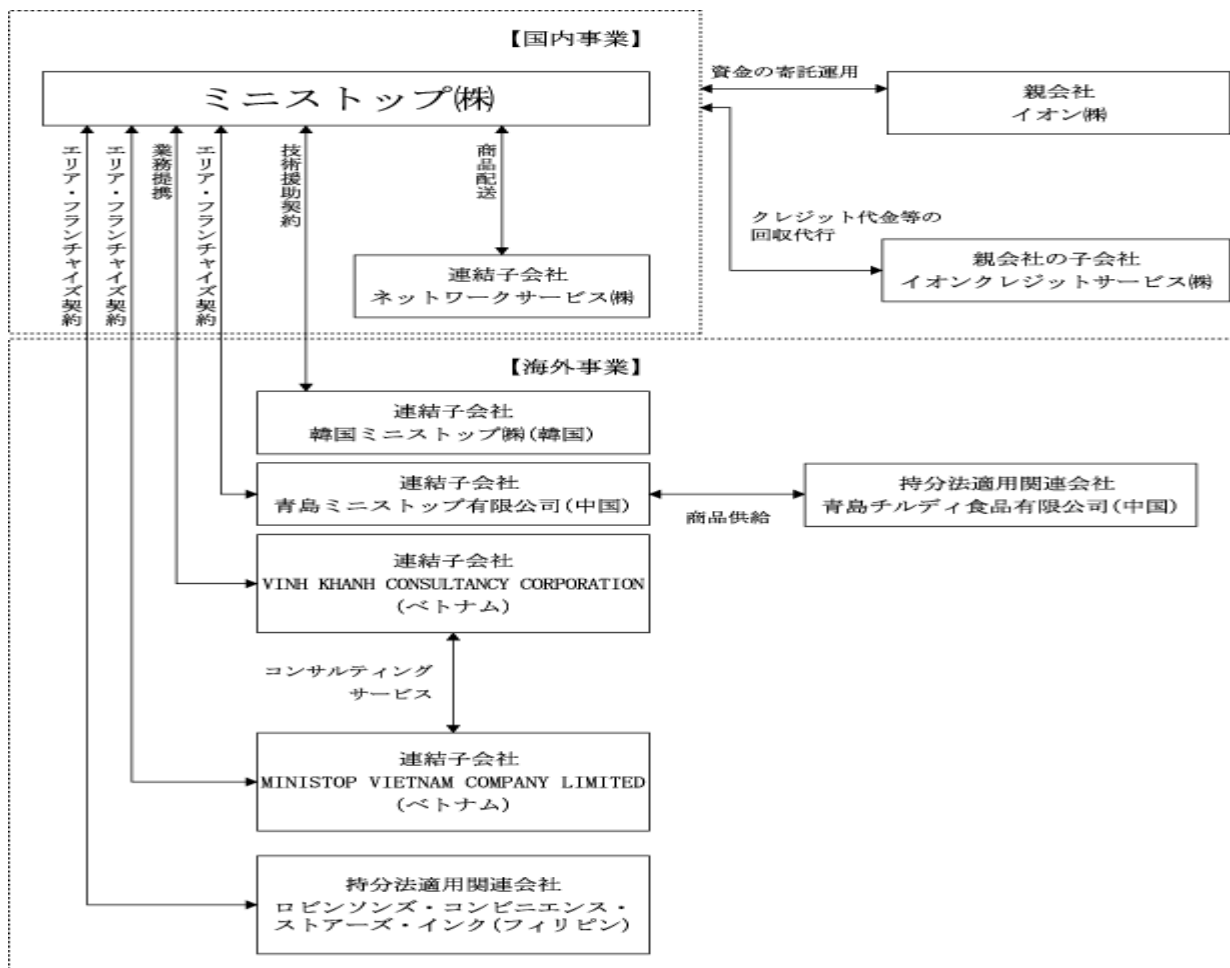 【国内事業】
ミニストップ㈱
資金の寄託運用
親会社
イオン㈱
エリア・フランチャイズ契約
エリア・フランチャイズ契約
業務提携
エリア・フランチャイズ契約
技術援助契約
商品配送
クレジット代金等の
回収代行
連結子会社
ネットワークサービス㈱
親会社の子会社
イオンクレジットサービス㈱
【海外事業】
連結子会社
韓国ミニストップ㈱(韓国)
連結子会社
青島ミニストップ有限公司(中国)
商品供給
持分法適用関連会社
青島チルディ食品有限公司(中国)
連結子会社
VINH KHANH CONSULTANCY CORPORATION
(ベトナム)
コンサルティング
サービス
連結子会社
MINISTOP VIETNAM COMPANY LIMITED
(ベトナム)
持分法適用関連会社
ロビンソンズ・コンビニエンス・
ストアーズ・インク(フィリピン)